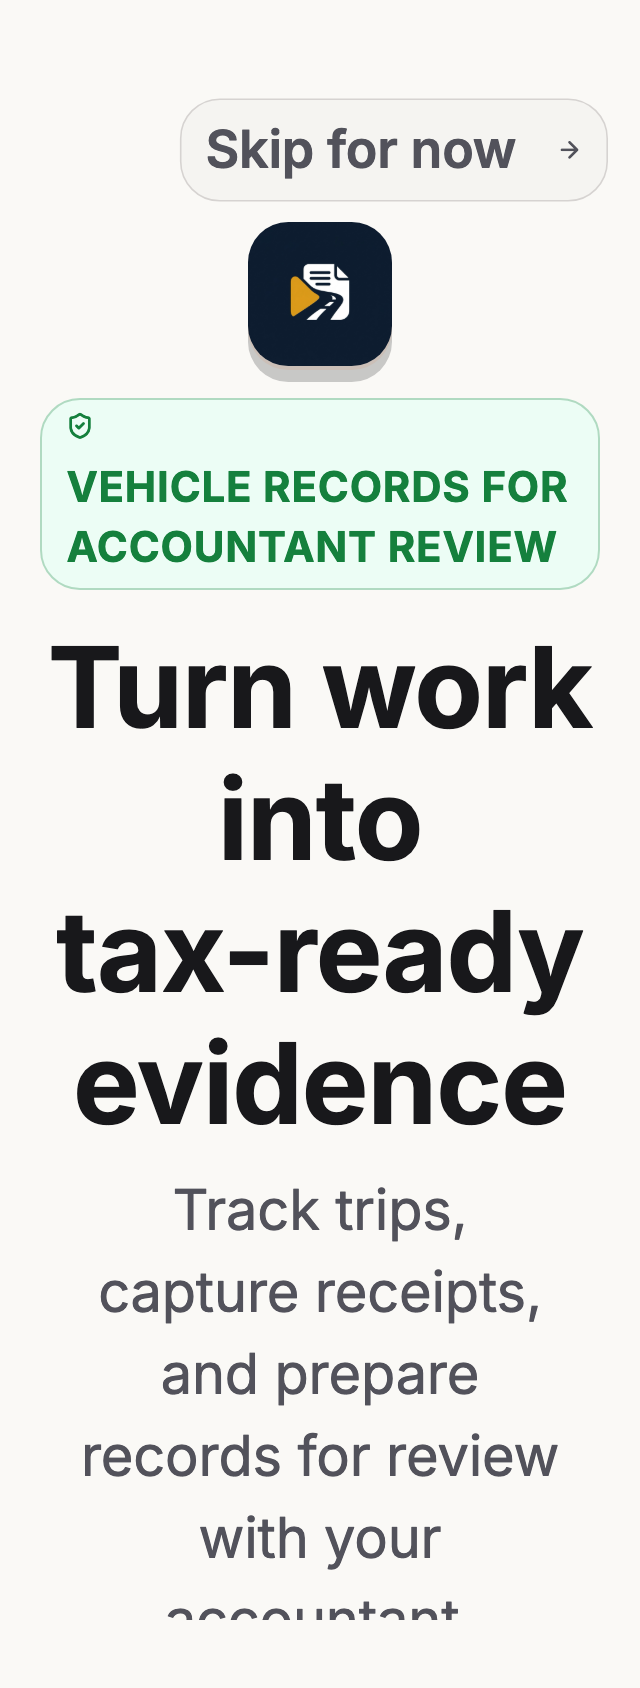 Skip for now
VEHICLE RECORDS FOR
ACCOUNTANT REVIEW
Turn work
into
tax-ready
evidence
Track trips,
capture receipts,
and prepare
records for review
with your
accountant